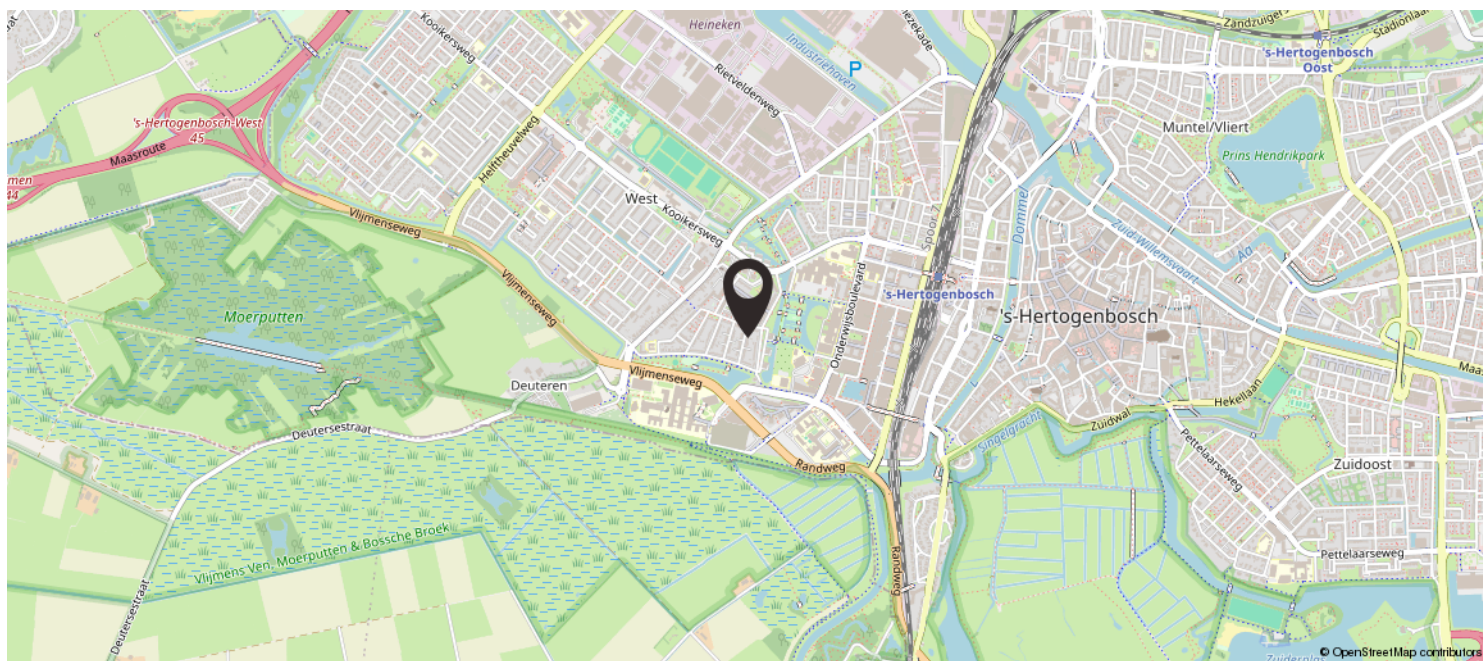 Kooikersweg
Heineken
Rietveldenweg
Industriehaven
P
Zandzuiger
Stadionlaan
's-Hertogenbosch
Oost
's-Hertogenbosch-West
45
Maasroute
44
Helftheuvelweg
Muntel/Vliert
Prins Hendrikpark
West
Kooikersweg
Vlijmenseweg
Vlijmenseweg
Spoor 7
Dommel
Zuid-Willemsvaart
Aa
Onderwijsboulevard
's-Hertogenbosch
's-Hertogenbosch
Moerputten
Deuteren
Vlijmenseweg
Deutersestraat
Singelgracht
Zuidwal
Hekellaan
Pettelaarseweg
Zuidoost
Randweg
Vlijmens Ven, Moerputten & Bossche Broek
Randweg
Pettelaarseweg
Deutersestraat
Zuiderplas
© OpenStreetMap contributors